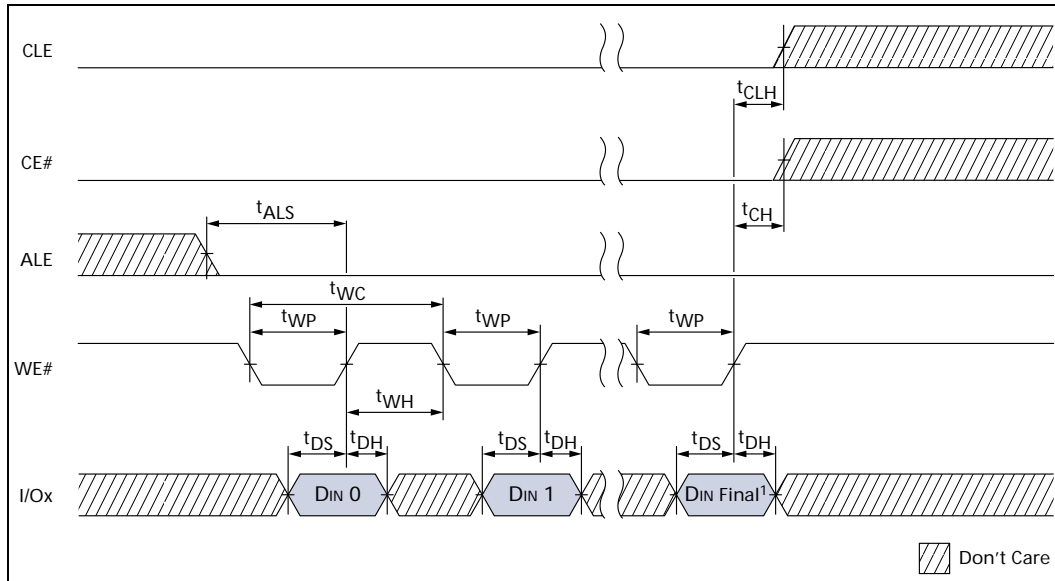 CLE
tCLH
CE#
tCH
tALS
ALE
tWC
tWP tWP tWP
WE#
tWH
tDS tDH tDS tDH tDS tDH
I/Ox DIN 0 DIN 1 DIN Final1
Don't Care